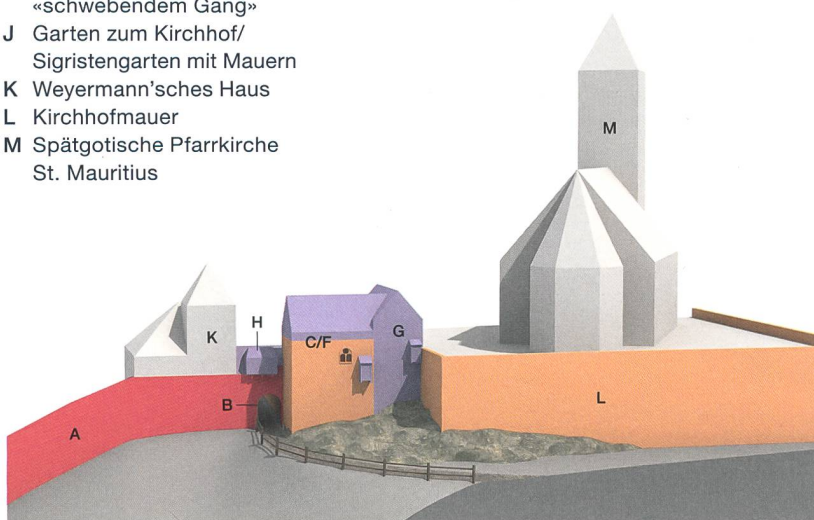 «schwebendem Gang»
J Garten zum Kirchhof/
Sigristengarten mit Mauern
K Weyermann’sches Haus
L Kirchhofmauer
M Spätgotische Pfarrkirche
St. Mauritius
M
H
K
C/F
G
B
L
A